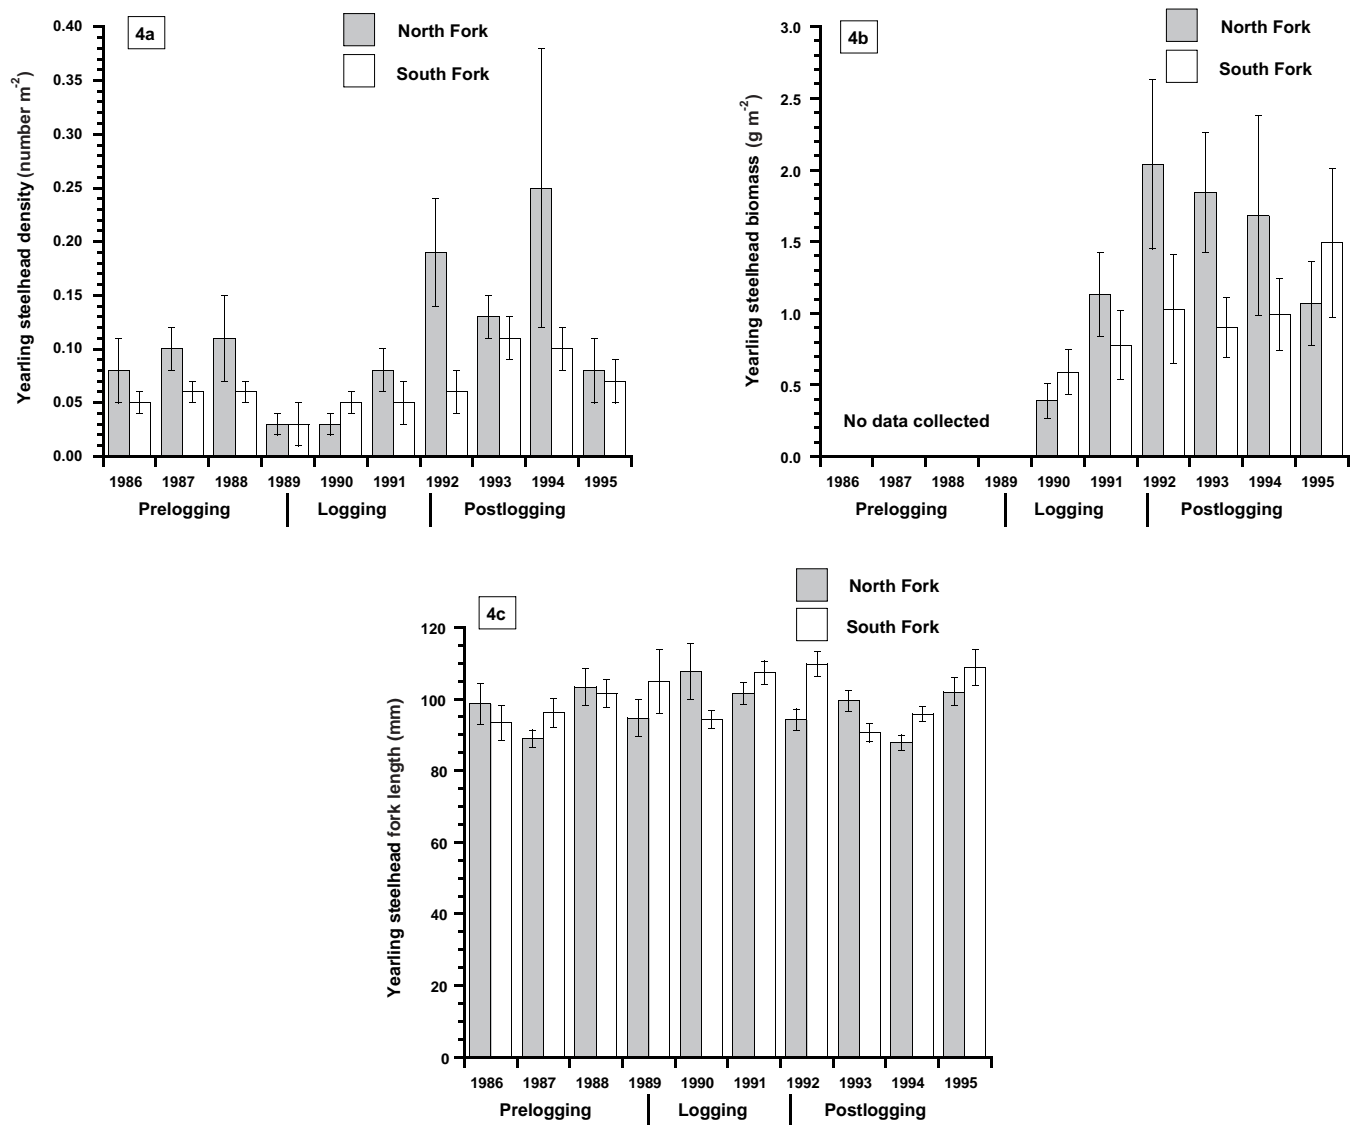 4a
North Fork
South Fork
Yearling steelhead density (number m-2)
0.40
0.35
0.30
0.25
0.20
0.15
0.10
0.05
0.00
1986 1987 1988 1989 1990 1991 1992 1993 1994 1995
Prelogging Logging Postlogging
4b
North Fork
South Fork
Yearling steelhead biomass (g m-2)
3.0
2.5
2.0
1.5
1.0
0.5
0.0
No data collected
1986 1987 1988 1989 1990 1991 1992 1993 1994 1995
Prelogging Logging Postlogging
4c
North Fork
South Fork
Yearling steelhead fork length (mm)
120
100
80
60
40
20
0
1986 1987 1988 1989 1990 1991 1992 1993 1994 1995
Prelogging Logging Postlogging